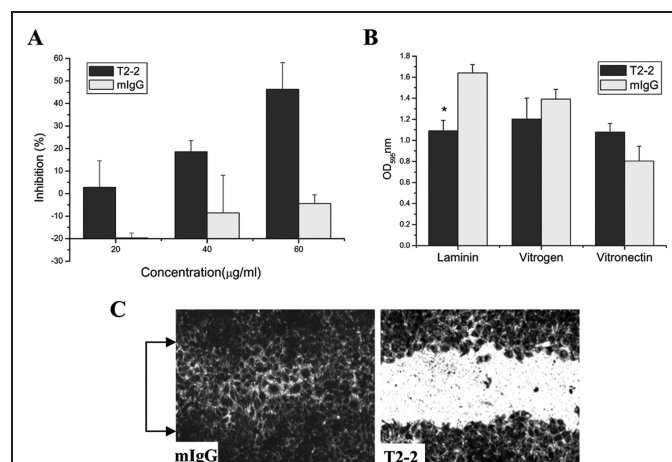 A
T2-2
mIgG
Inhibition (%)
60
50
40
30
20
10
0
-10
-20
-30
20
40
60
Concentration(µg/ml)
B
T2-2
mIgG
OD595nm
1.8
1.6
1.4
1.2
1.0
0.8
0.6
0.4
0.2
0.0
*
Laminin
Vitrogen
Vitronectin
C
mIgG
T2-2